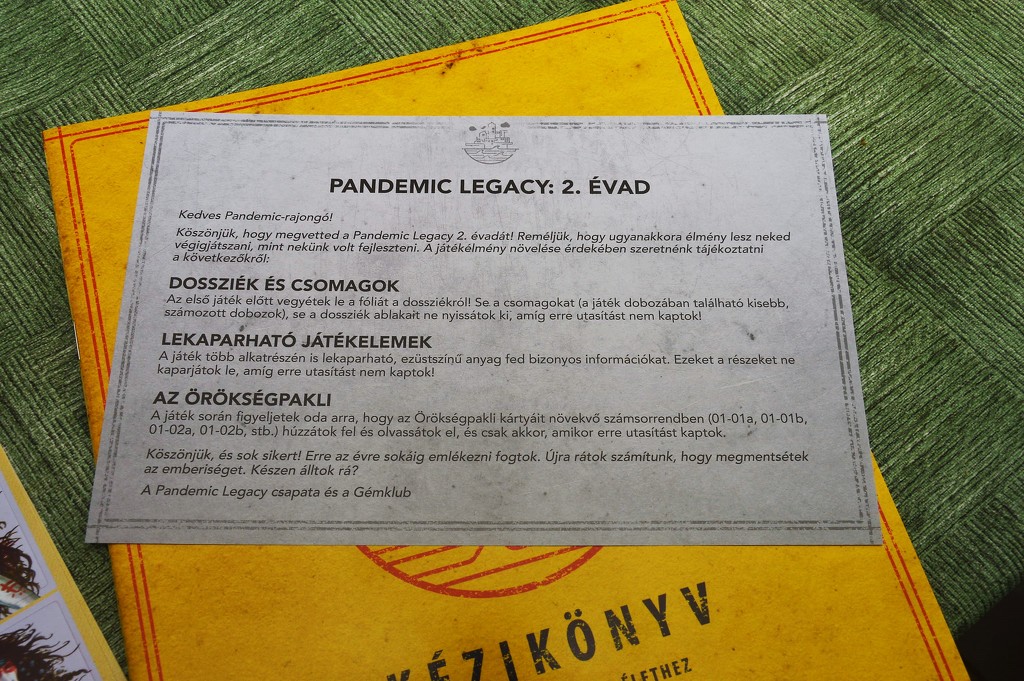 PANDEMIC LEGACY: 2. ÉVAD
Kedves Pandemic-rajongó!
Köszönjük, hogy megvetted a Pandemic Legacy 2. évadát! Reméljük, hogy ugyanakkora élmény lesz neked
végigjátszani, mint nekünk volt fejleszteni. A játékélmény növelése érdekében szeretnénk tájékoztatni
a következőkről:
DOSSZIÉK ÉS CSOMAGOK
Az első játék előtt vegyétek le a fóliát a dossziékról! Se a csomagokat (a játék dobozában található kisebb,
számozott dobozok), se a dossziék ablakait ne nyissátok ki, amíg erre utasítást nem kaptok!
LEKAPARHATÓ JÁTÉKELEMEK
A játék több alkatrészén is lekaparható, ezüstszínű anyag fed bizonyos információkat. Ezeket a részeket ne
kaparjátok le, amíg erre utasítást nem kaptok!
AZ ÖRÖKSÉGPAKLI
A játék során figyeljetek oda arra, hogy az Örökségpakli kártyáit növekvő számsorrendben (01-01a, 01-01b,
01-02a, 01-02b, stb.) húzzátok fel és olvassátok el, és csak akkor, amikor erre utasítást kaptok.
Köszönjük, és sok sikert! Erre az évre sokáig emlékezni fogtok. Újra rátok számítunk, hogy megmentsétek
az emberiséget. Készen álltok rá?
A Pandemic Legacy csapata és a Gémklub
KÉZIKÖNYV
ÉLETHEZ